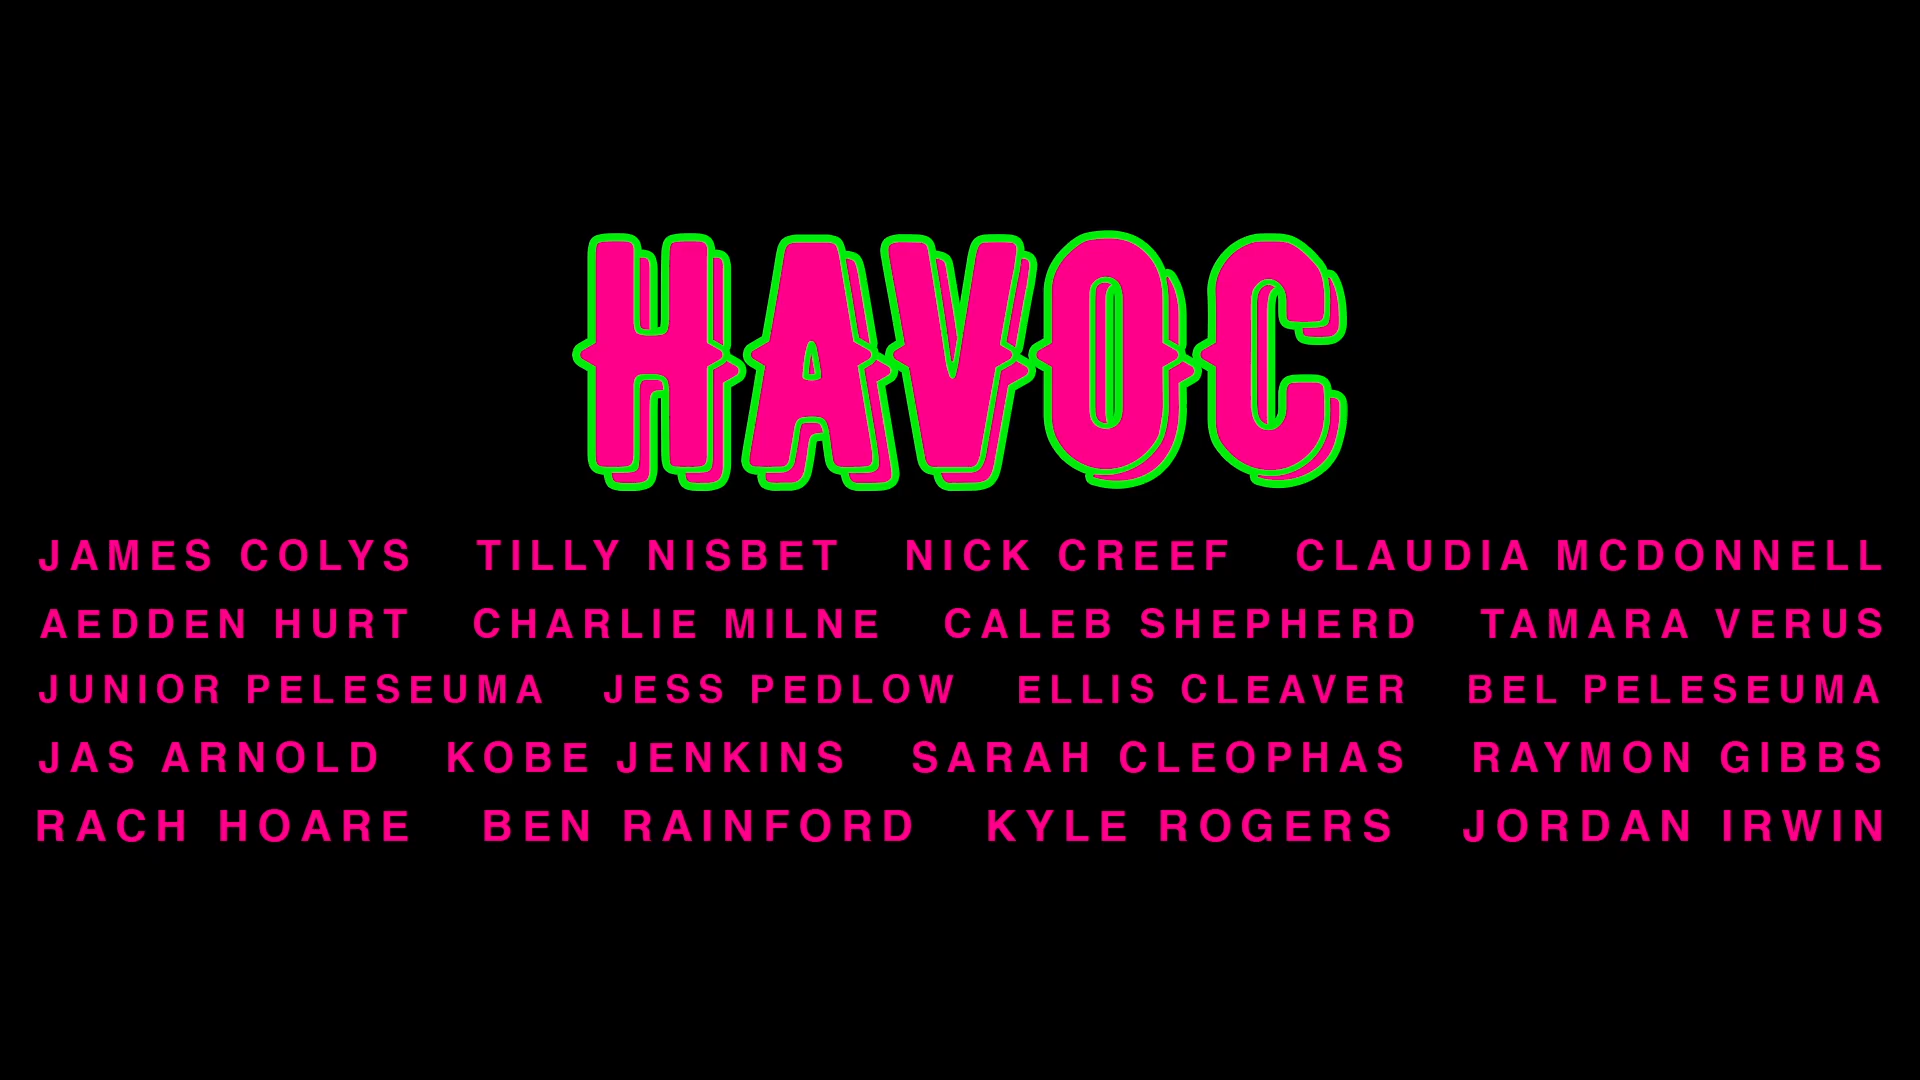 HAVOC
JAMES COLYS TILLY NISBET NICK CREEF CLAUDIA MCDONNELL
AEDDEN HURT CHARLIE MILNE CALEB SHEPHERD TAMARA VERUS
JUNIOR PELESEUMA JESS PEDLOW ELLIS CLEAVER BEL PELESEUMA
JAS ARNOLD KOBE JENKINS SARAH CLEOPHAS RAYMON GIBBS
RACH HOARE BEN RAINFORD KYLE ROGERS JORDAN IRWIN